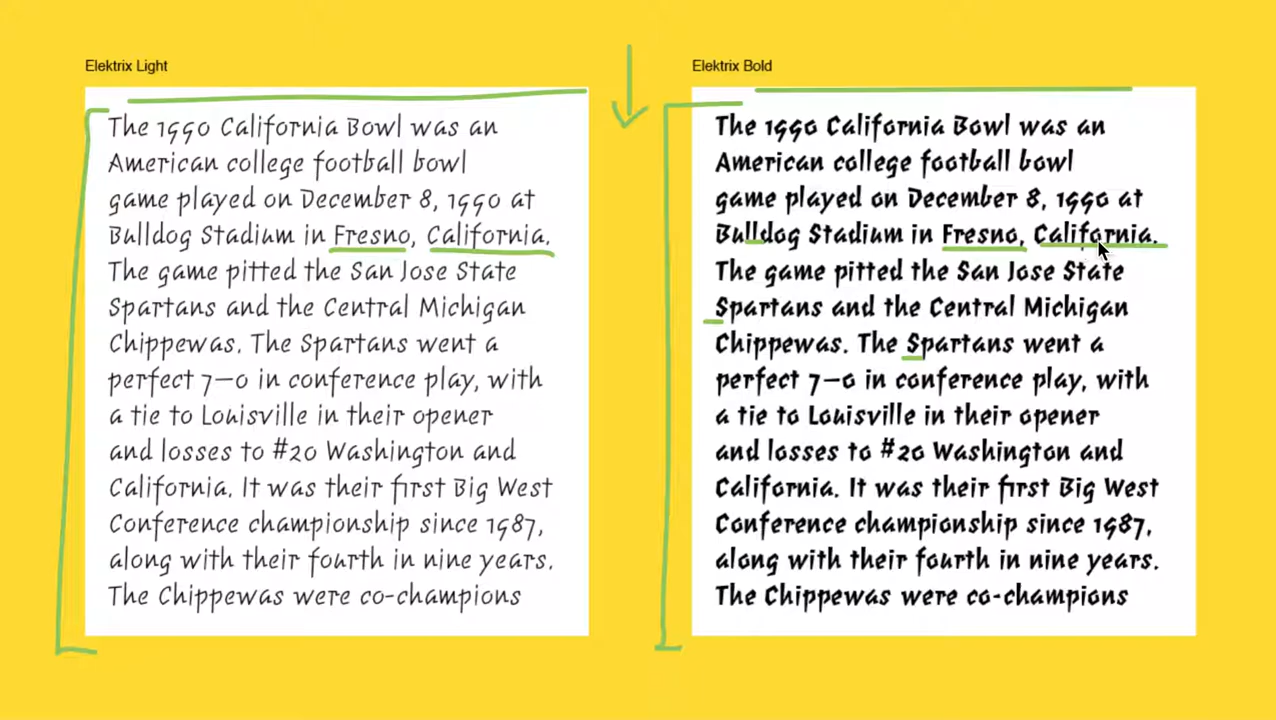 Elektrix Light
The 1990 California Bowl was an
American college football bowl
game played on December 8, 1990 at
Bulldog Stadium in Fresno, California.
The game pitted the San Jose State
Spartans and the Central Michigan
Chippewas. The Spartans went a
perfect 7–0 in conference play, with
a tie to Louisville in their opener
and losses to #20 Washington and
California. It was their first Big West
Conference championship since 1987,
along with their fourth in nine years.
The Chippewas were co-champions
Elektrix Bold
The 1990 California Bowl was an
American college football bowl
game played on December 8, 1990 at
Bulldog Stadium in Fresno, California.
The game pitted the San Jose State
Spartans and the Central Michigan
Chippewas. The Spartans went a
perfect 7–0 in conference play, with
a tie to Louisville in their opener
and losses to #20 Washington and
California. It was their first Big West
Conference championship since 1987,
along with their fourth in nine years.
The Chippewas were co-champions